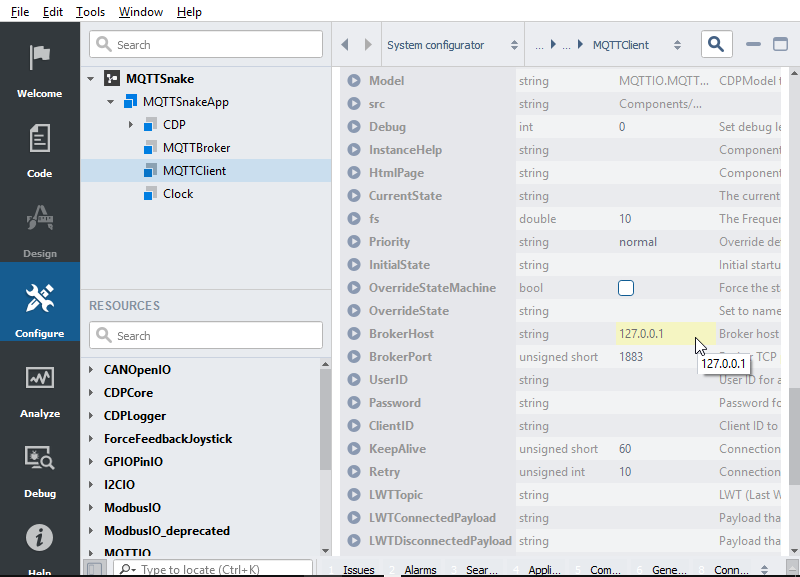 File Edit Tools Window Help
Welcome
Code
Design
Configure
Analyze
Debug
Help
Search
MQTTSnake
MQTTSnakeApp
CDP
MQTTBroker
MQTTClient
Clock
RESOURCES
Search
CANOpenIO
CDPCore
CDPLogger
ForceFeedbackJoystick
GPIOPinIO
I2CIO
ModbusIO
ModbusIO_deprecated
MQTTIO
System configurator ... ... MQTTClient
Model string MQTTIO.MQTT... CDPModel t
src string Components/...
Debug int 0 Set debug le
InstanceHelp string Component
HtmlPage string Component
CurrentState string The current
fs double 10 The Frequen
Priority string normal Override de
InitialState string Initial startu
OverrideStateMachine bool Force the st
OverrideState string Set to name
BrokerHost string 127.0.0.1 Broker host
BrokerPort unsigned short 1883 TCP
127.0.0.1
UserID string User ID for a
Password string Password fo
ClientID string Client ID to
KeepAlive unsigned short 60 Connection
Retry unsigned int 10 Connection
LWTTopic string LWT (Last W
LWTConnectedPayload string Payload tha
LWTDisconnectedPayload string Payload tha
Type to locate (Ctrl+K) 1 Issues 2 Alarms 3 Sear... 4 Appli... 5 Com... 6 Gene... 8 Conn...